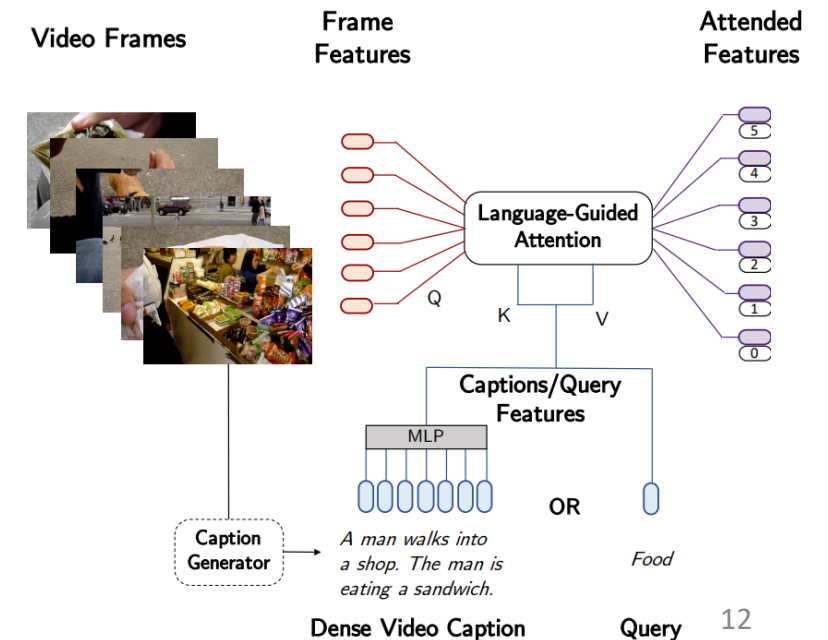 Video Frames
Frame
Features
Attended
Features
5
4
3
2
1
0
Language-Guided
Attention
Q
K
V
Captions/Query
Features
MLP
OR
Caption
Generator
A man walks into
a shop. The man is
eating a sandwich.
Food
Dense Video Caption
Query
12